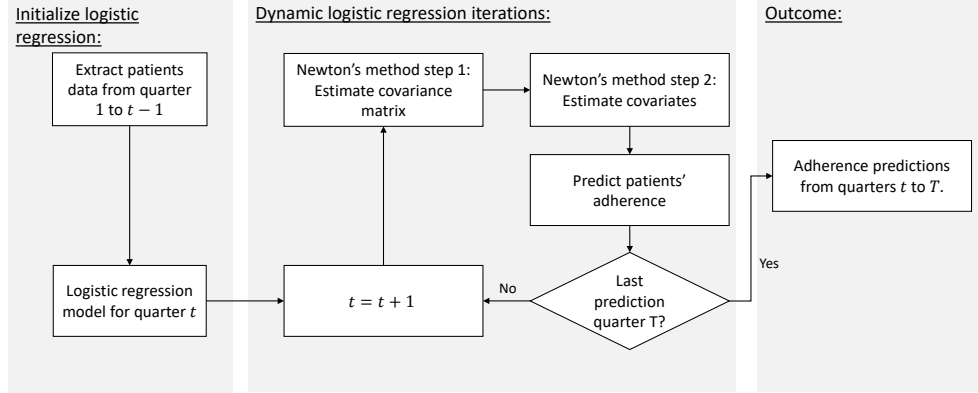 Initialize logistic
regression:
Extract patients
data from quarter
1 to t − 1
Logistic regression
model for quarter t
Dynamic logistic regression iterations:
Newton's method step 1:
Estimate covariance
matrix
Newton's method step 2:
Estimate covariates
Predict patients'
adherence
Last
prediction
quarter T?
No
t = t + 1
Yes
Outcome:
Adherence predictions
from quarters t to T.